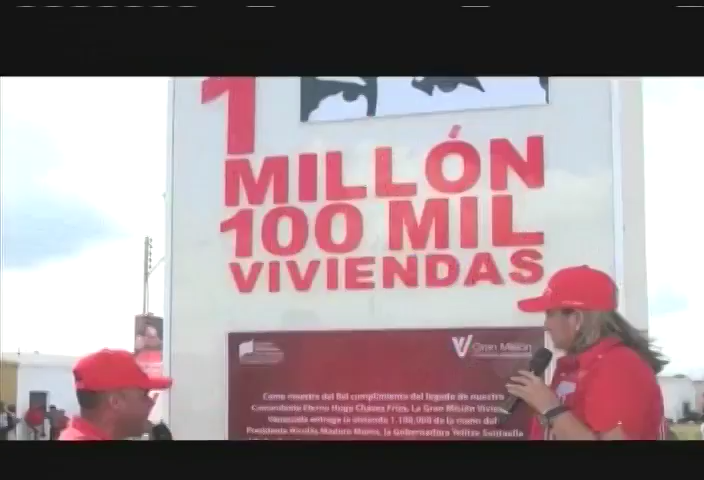 1
MILLÓN
100 MIL
VIVIENDAS
Gran Misión
Como muestra del fiel cumplimiento del legado de nuestro
Comandante Eterno Hugo Chávez Frías, La Gran Misión Vivienda
Venezuela entrega la vivienda 1.100.000 de la mano del
Presidente Nicolás Maduro Moros, la Gobernadora Yelitze Santaella